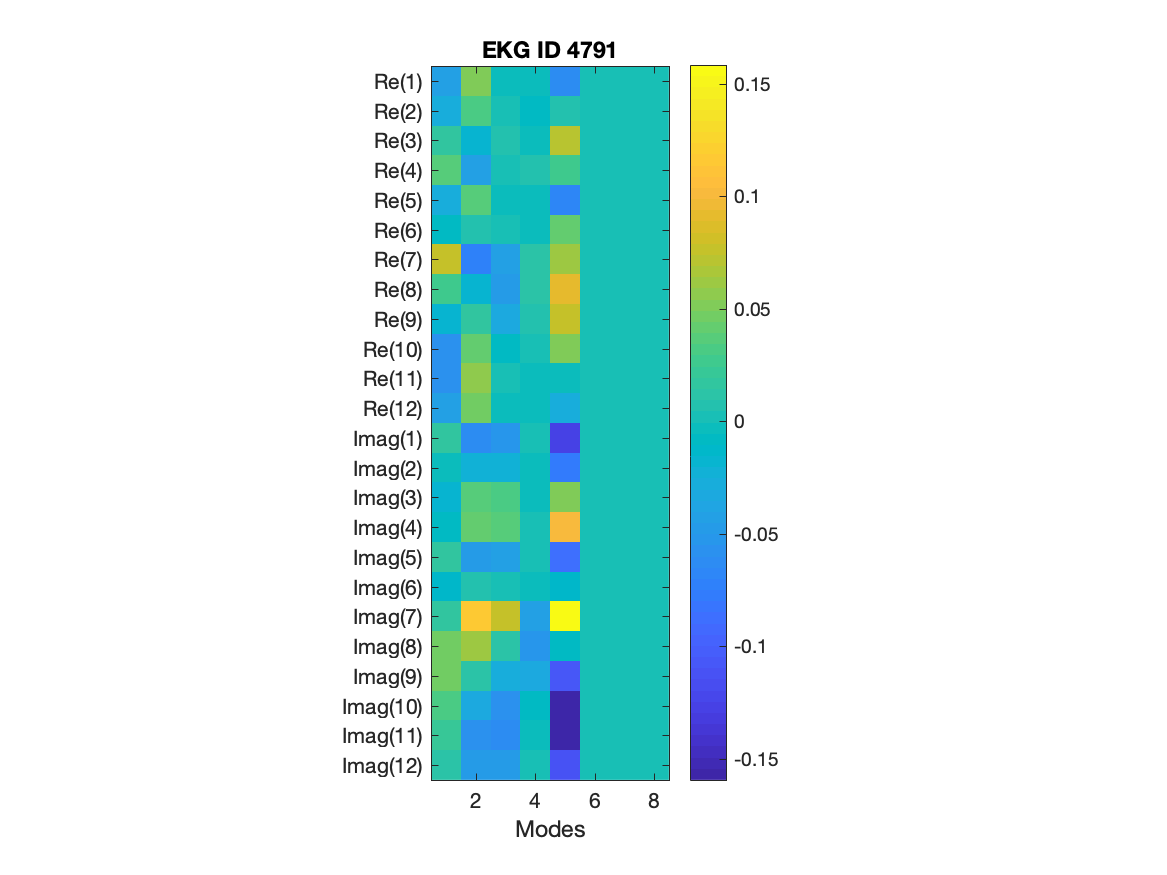 EKG ID 4791
Re(1)
Re(2)
Re(3)
Re(4)
Re(5)
Re(6)
Re(7)
Re(8)
Re(9)
Re(10)
Re(11)
Re(12)
Imag(1)
Imag(2)
Imag(3)
Imag(4)
Imag(5)
Imag(6)
Imag(7)
Imag(8)
Imag(9)
Imag(10)
Imag(11)
Imag(12)
2 4 6 8
Modes
0.15
0.1
0.05
0
-0.05
-0.1
-0.15